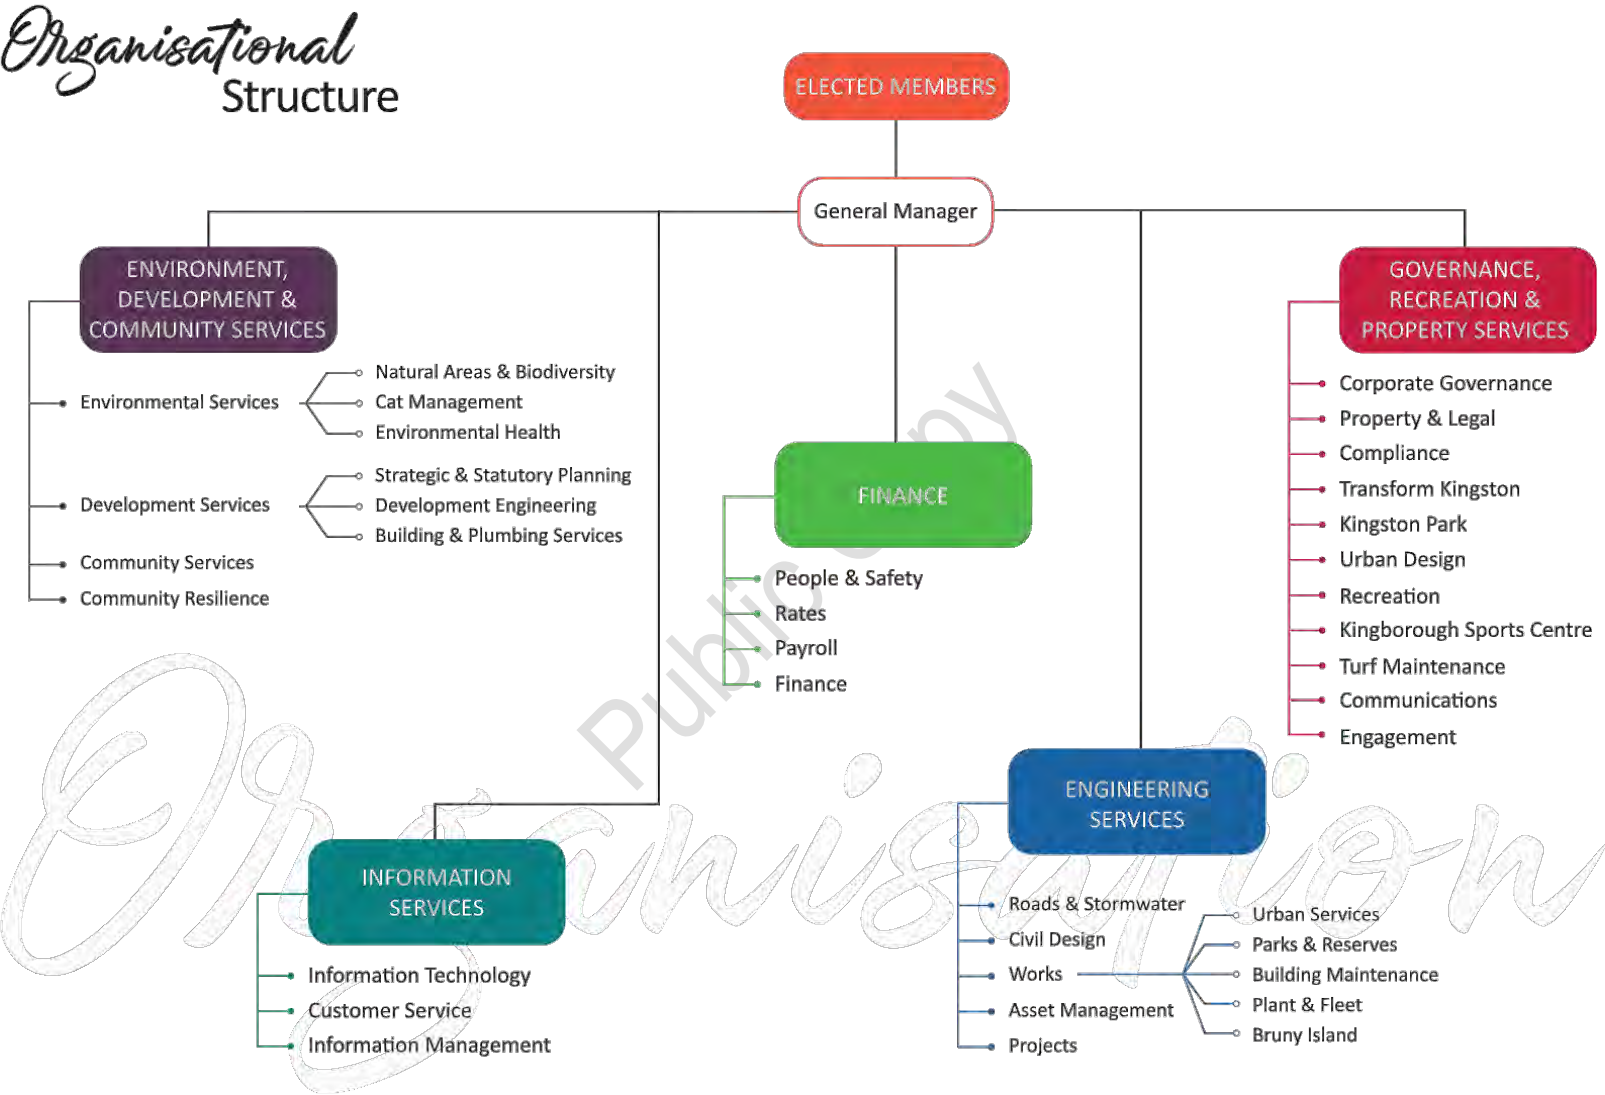 Organisational
Structure
ELECTED MEMBERS
General Manager
ENVIRONMENT,
DEVELOPMENT &
COMMUNITY SERVICES
Environmental Services
Natural Areas & Biodiversity
Cat Management
Environmental Health
Development Services
Strategic & Statutory Planning
Development Engineering
Building & Plumbing Services
Community Services
Community Resilience
INFORMATION
SERVICES
Information Technology
Customer Service
Information Management
FINANCE
People & Safety
Rates
Payroll
Finance
ENGINEERING
SERVICES
Roads & Stormwater
Civil Design
Works
Urban Services
Parks & Reserves
Building Maintenance
Plant & Fleet
Bruny Island
Asset Management
Projects
GOVERNANCE,
RECREATION &
PROPERTY SERVICES
Corporate Governance
Property & Legal
Compliance
Transform Kingston
Kingston Park
Urban Design
Recreation
Kingborough Sports Centre
Turf Maintenance
Communications
Engagement
Public Copy
Organisation